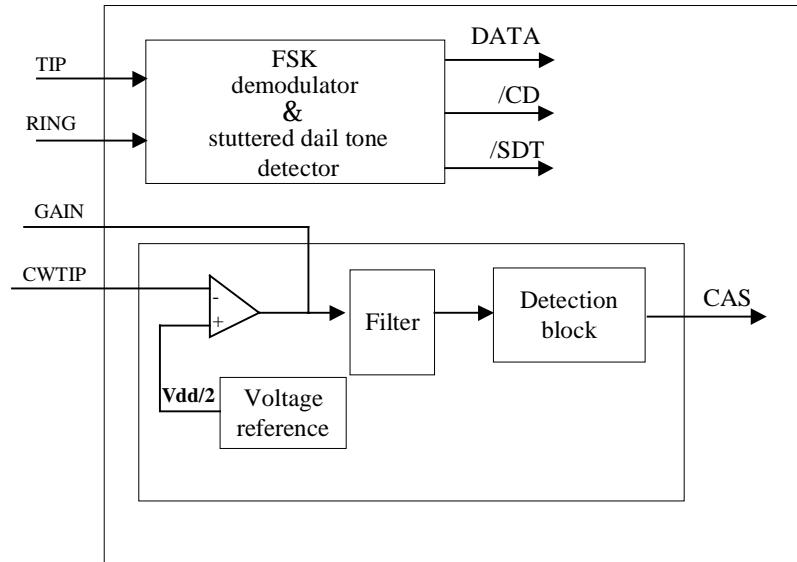 TIP
RING
FSK
demodulator
&
stuttered dail tone
detector
DATA
/CD
/SDT
GAIN
CWTIP
-
+
Vdd/2
Voltage
reference
Filter
Detection
block
CAS